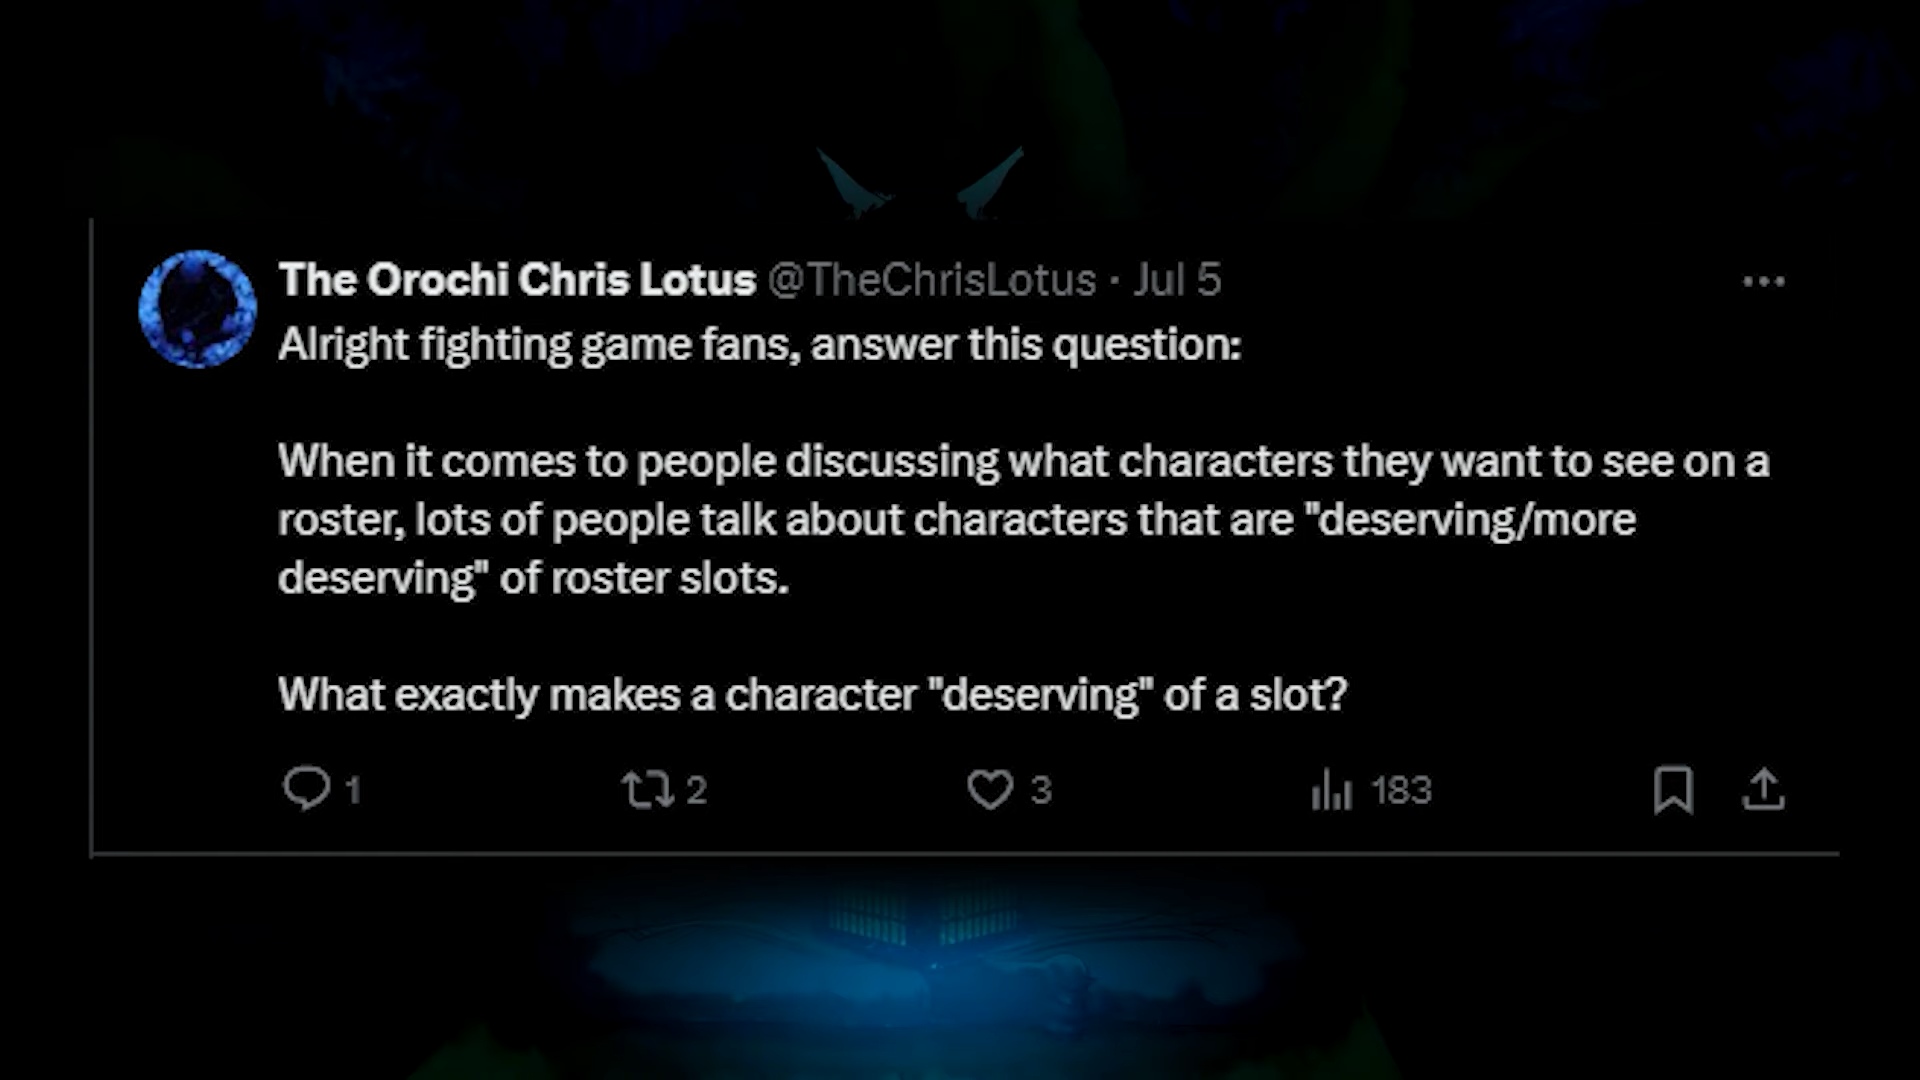 The Orochi Chris Lotus @TheChrisLotus · Jul 5
Alright fighting game fans, answer this question:
When it comes to people discussing what characters they want to see on a
roster, lots of people talk about characters that are "deserving/more
deserving" of roster slots.
What exactly makes a character "deserving" of a slot?
1 2 3 183